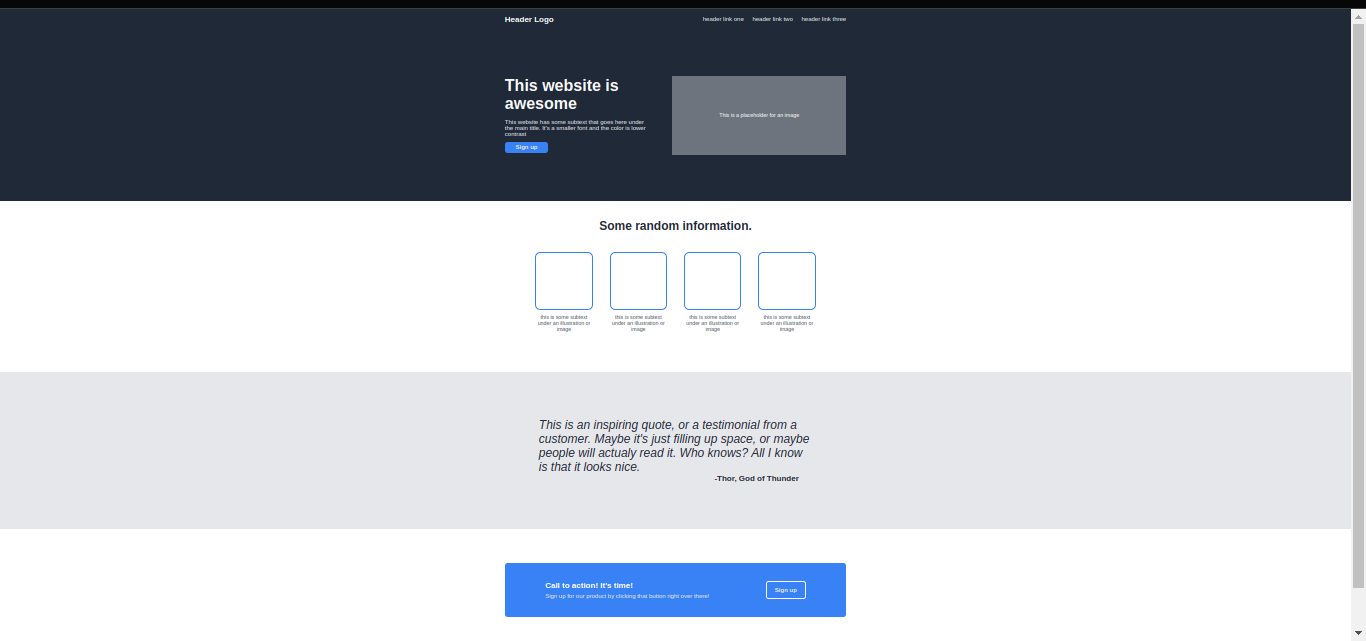 Header Logo
header link one
header link two
header link three
This website is
awesome
This website has some subtext that goes here under
the main title. It's a smaller font and the color is lower
contrast
Sign up
This is a placeholder for an image
Some random information.
this is some subtext
under an illustration or
image
this is some subtext
under an illustration or
image
this is some subtext
under an illustration or
image
this is some subtext
under an illustration or
image
This is an inspiring quote, or a testimonial from a
customer. Maybe it's just filling up space, or maybe
people will actualy read it. Who knows? All I know
is that it looks nice.
-Thor, God of Thunder
Call to action! It's time!
Sign up for our product by clicking that button right over there!
Sign up